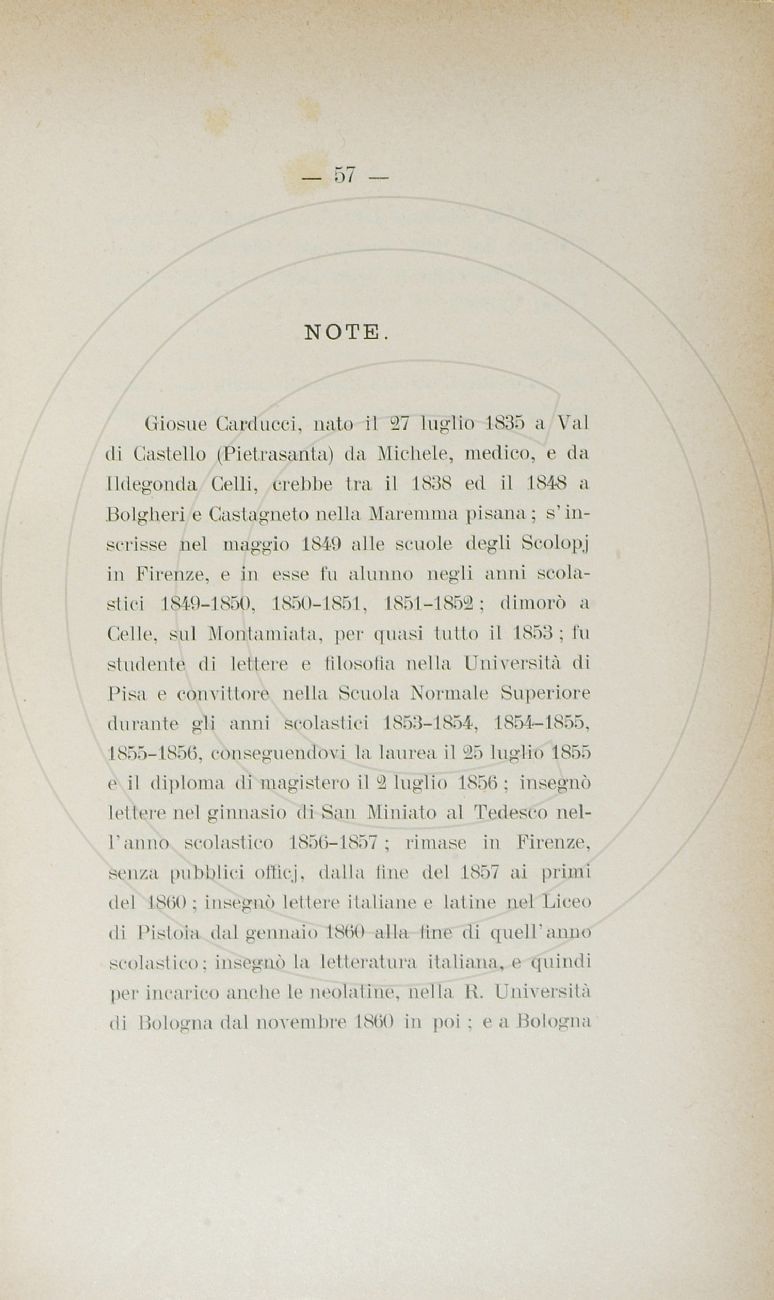 — 57 —
NOTE.
Giosue Carducci, nato il 27 luglio 1835 a Val
di Castello (Pietrasanta) da Michele, medico, e da
Ildegonda Celli, crebbe tra il 1838 ed il 1848 a
Bolgheri e Castagneto nella Maremma pisana; s'in-
scrisse nel maggio 1849 alle scuole degli Scolopj
in Firenze, e in esse fu alunno negli anni scola-
stici 1849-1850, 1850-1851, 1851-1852; dimorò a
Celle, sul Montamiata, per quasi tutto il 1853; fu
studente di lettere e filosofia nella Università di
Pisa e convittore nella Scuola Normale Superiore
durante gli anni scolastici 1853-1854, 1854-1855,
1855-1856, conseguendovi la laurea il 25 luglio 1855
e il diploma di magistero il 2 luglio 1856; insegnò
lettere nel ginnasio di San Miniato al Tedesco nel-
l'anno scolastico 1856-1857; rimase in Firenze,
senza pubblici officj, dalla fine del 1857 ai primi
del 1860; insegnò lettere italiane e latine nel Liceo
di Pistoia dal gennaio 1860 alla fine di quell'anno
scolastico; insegnò la letteratura italiana, e quindi
per incarico anche le neolatine, nella R. Università
di Bologna dal novembre 1860 in poi; e a Bologna